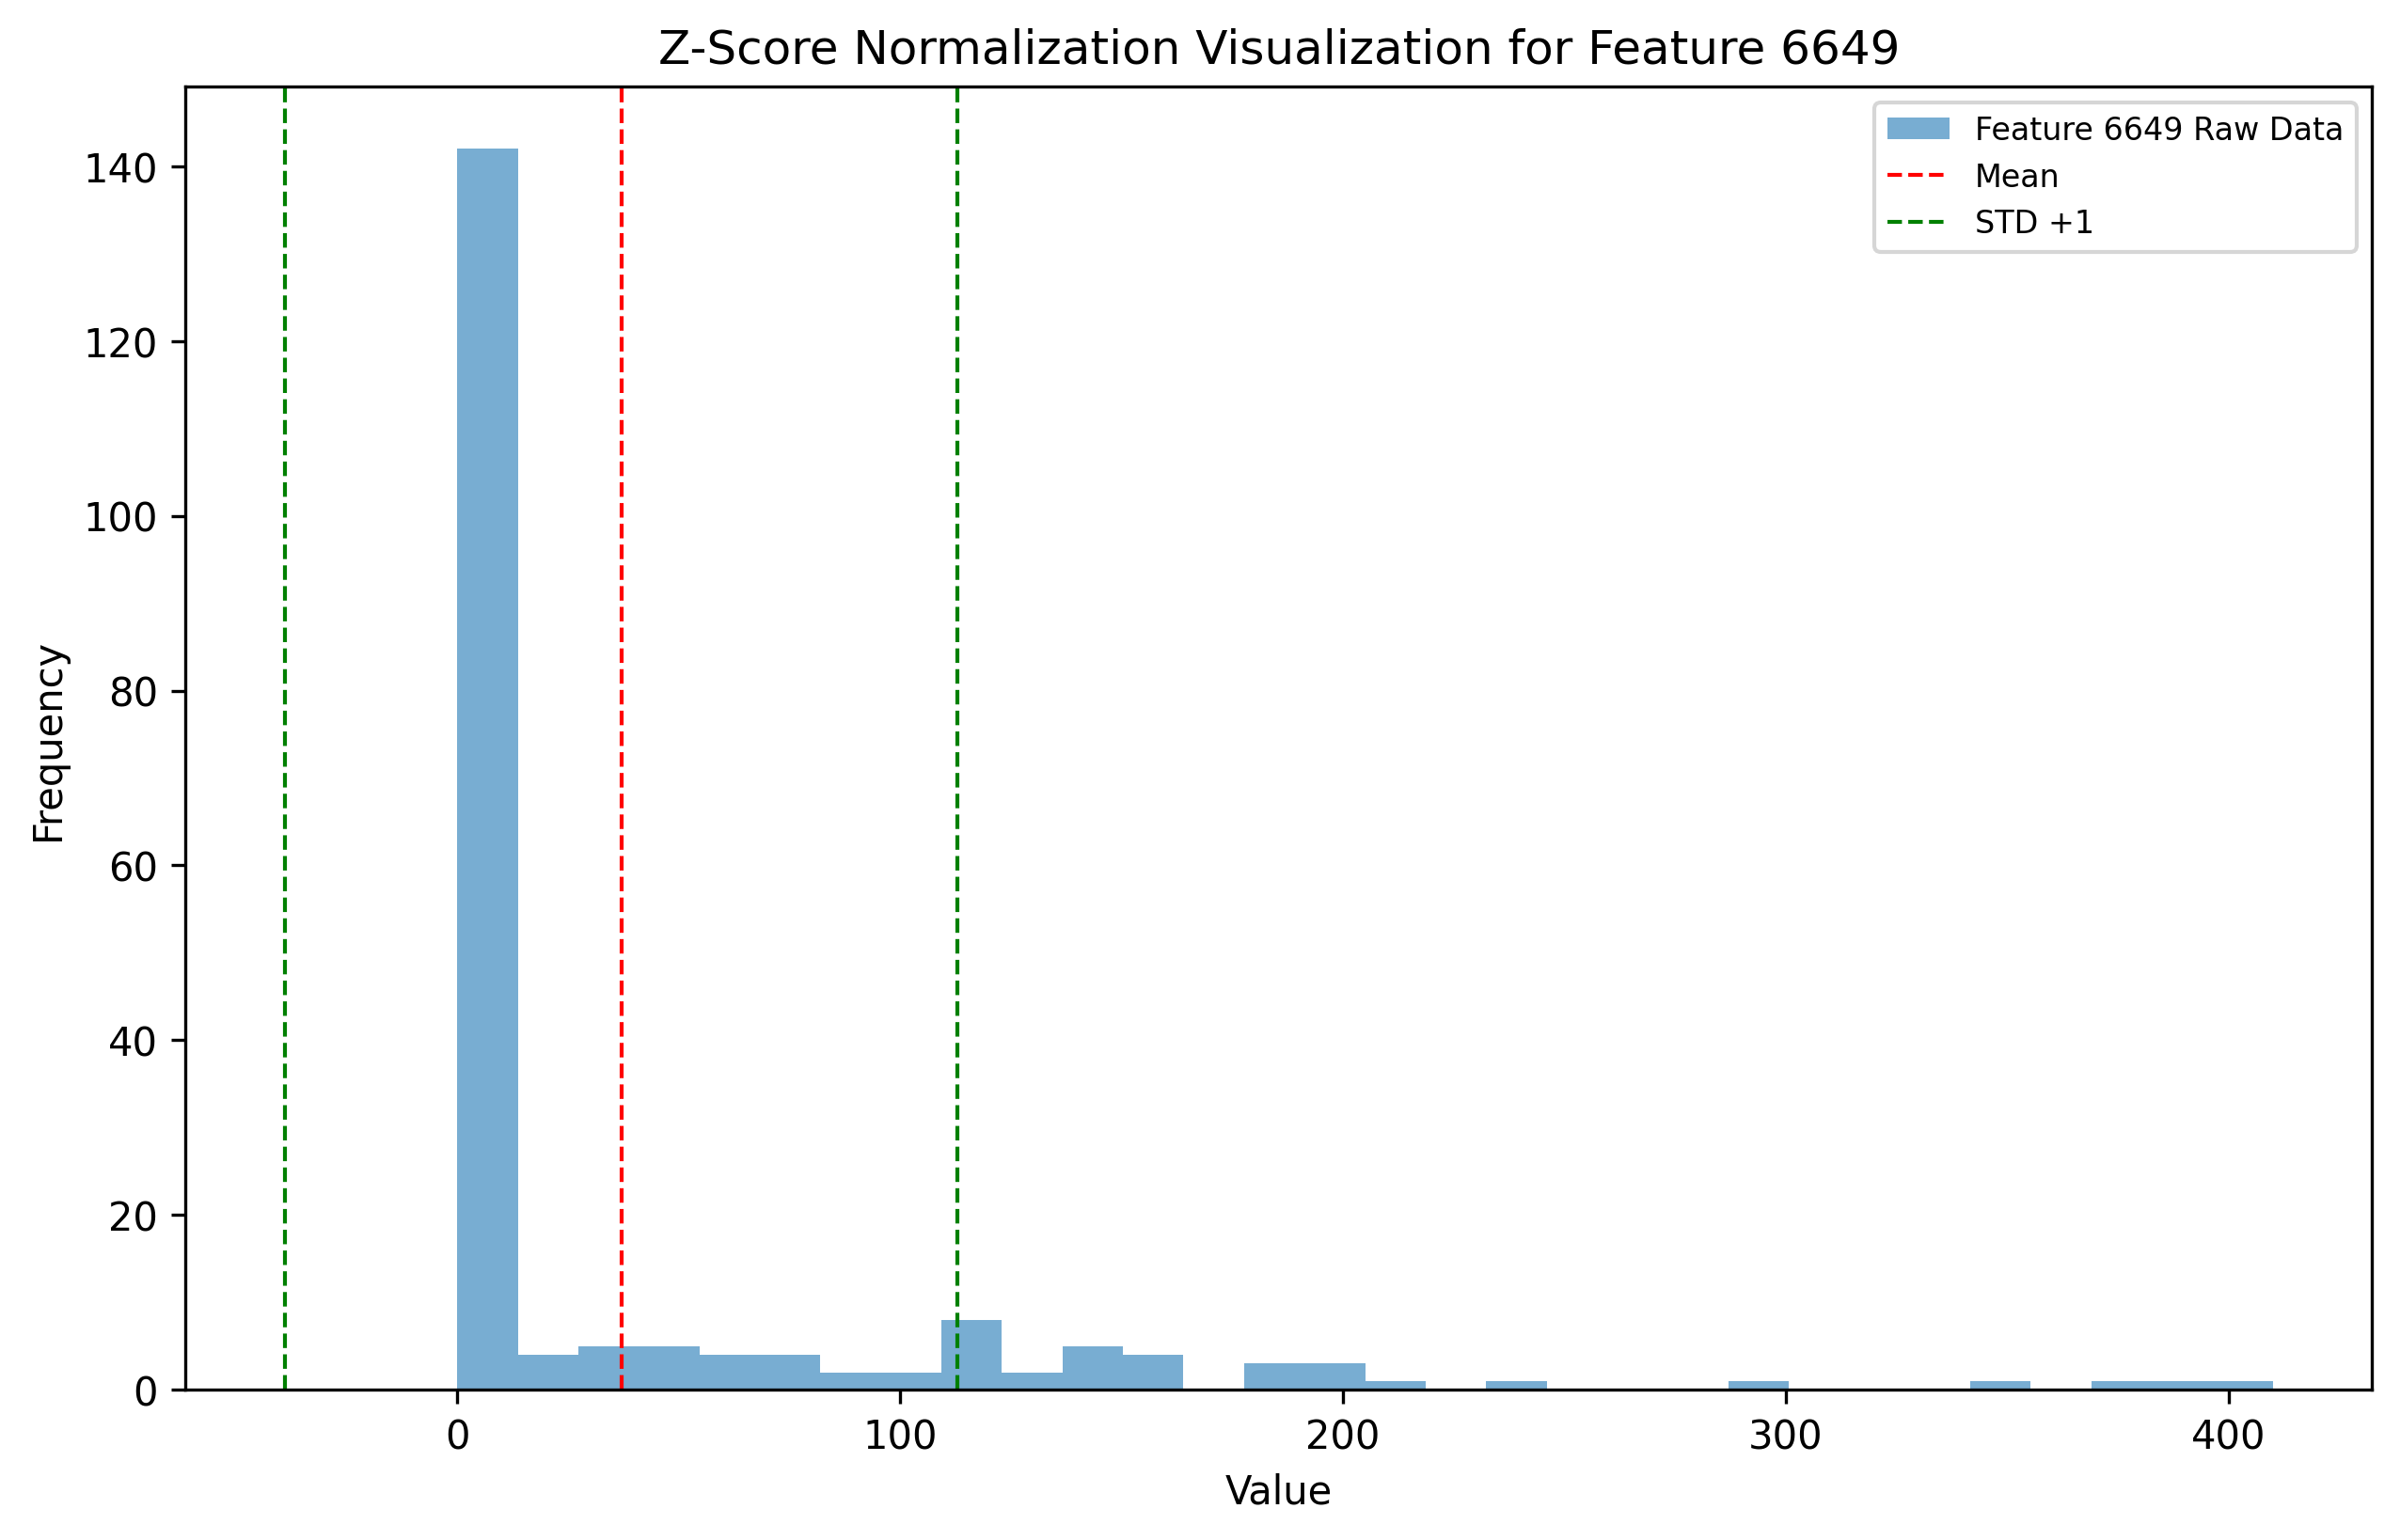 Z-Score Normalization Visualization for Feature 6649
Feature 6649 Raw Data
Mean
STD +1
140
120
100
80
60
40
20
0
Frequency
0 100 200 300 400
Value